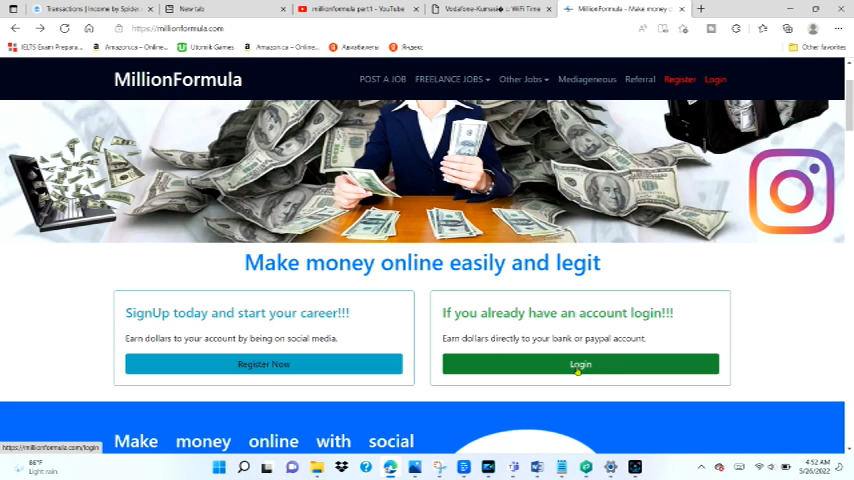 Transactions | Income by Spider
New tab
millionformula part1 - YouTube
Vodafone-Kumasi� :: WiFi Time
MillionFormula - Make money o
https://millionformula.com
IELTS Exam Prepara...
Amazon.ca – Online...
Utomik Games
Amazon.ca – Online...
Авиабилеты
Яндекс
Other favorites
MillionFormula
POST A JOB
FREELANCE JOBS
Other Jobs
Mediageneous
Referral
Register
Login
Make money online easily and legit
SignUp today and start your career!!!
If you already have an account login!!!
Earn dollars to your account by being on social media.
Earn dollars directly to your bank or paypal account.
Register Now
Login
Make money online with social
https://millionformula.com/login
86°F
Light rain
4:52 AM
5/26/2022